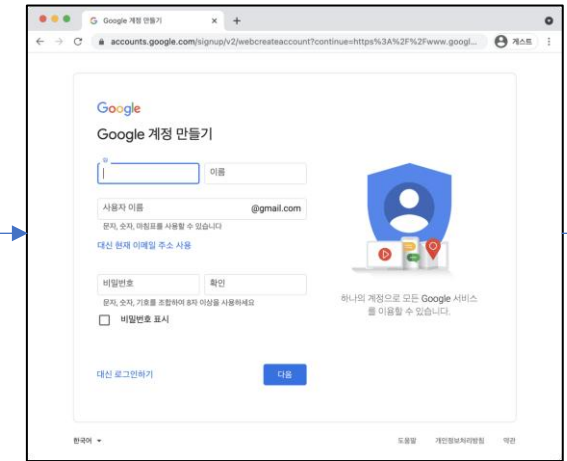 Google 계정 만들기
accounts.google.com/signup/v2/webcreateaccount?continue=https%3A%2F%2Fwww.googl...
게스트
Google
Google 계정 만들기
성
이름
사용자 이름
@gmail.com
문자, 숫자, 마침표를 사용할 수 있습니다
대신 현재 이메일 주소 사용
비밀번호
확인
문자, 숫자, 기호를 조합하여 8자 이상을 사용하세요
비밀번호 표시
하나의 계정으로 모든 Google 서비스
를 이용할 수 있습니다.
대신 로그인하기
다음
한국어
도움말
개인정보처리방침
약관